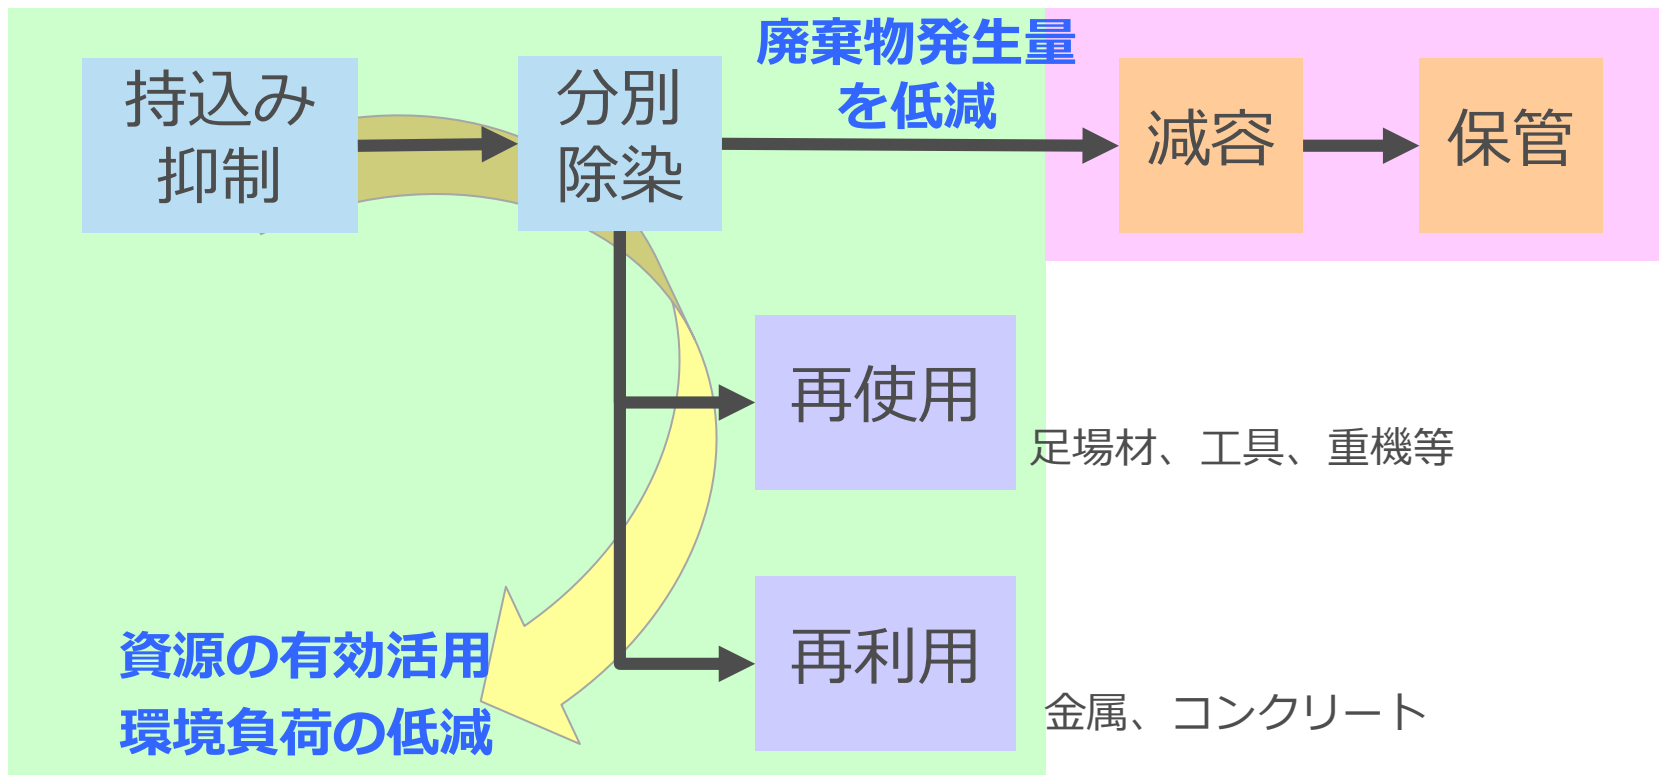 持込み
抑制
分別
除染
廃棄物発生量
を低減
減容
保管
再使用
足場材、工具、重機等
再利用
金属、コンクリート
資源の有効活用
環境負荷の低減